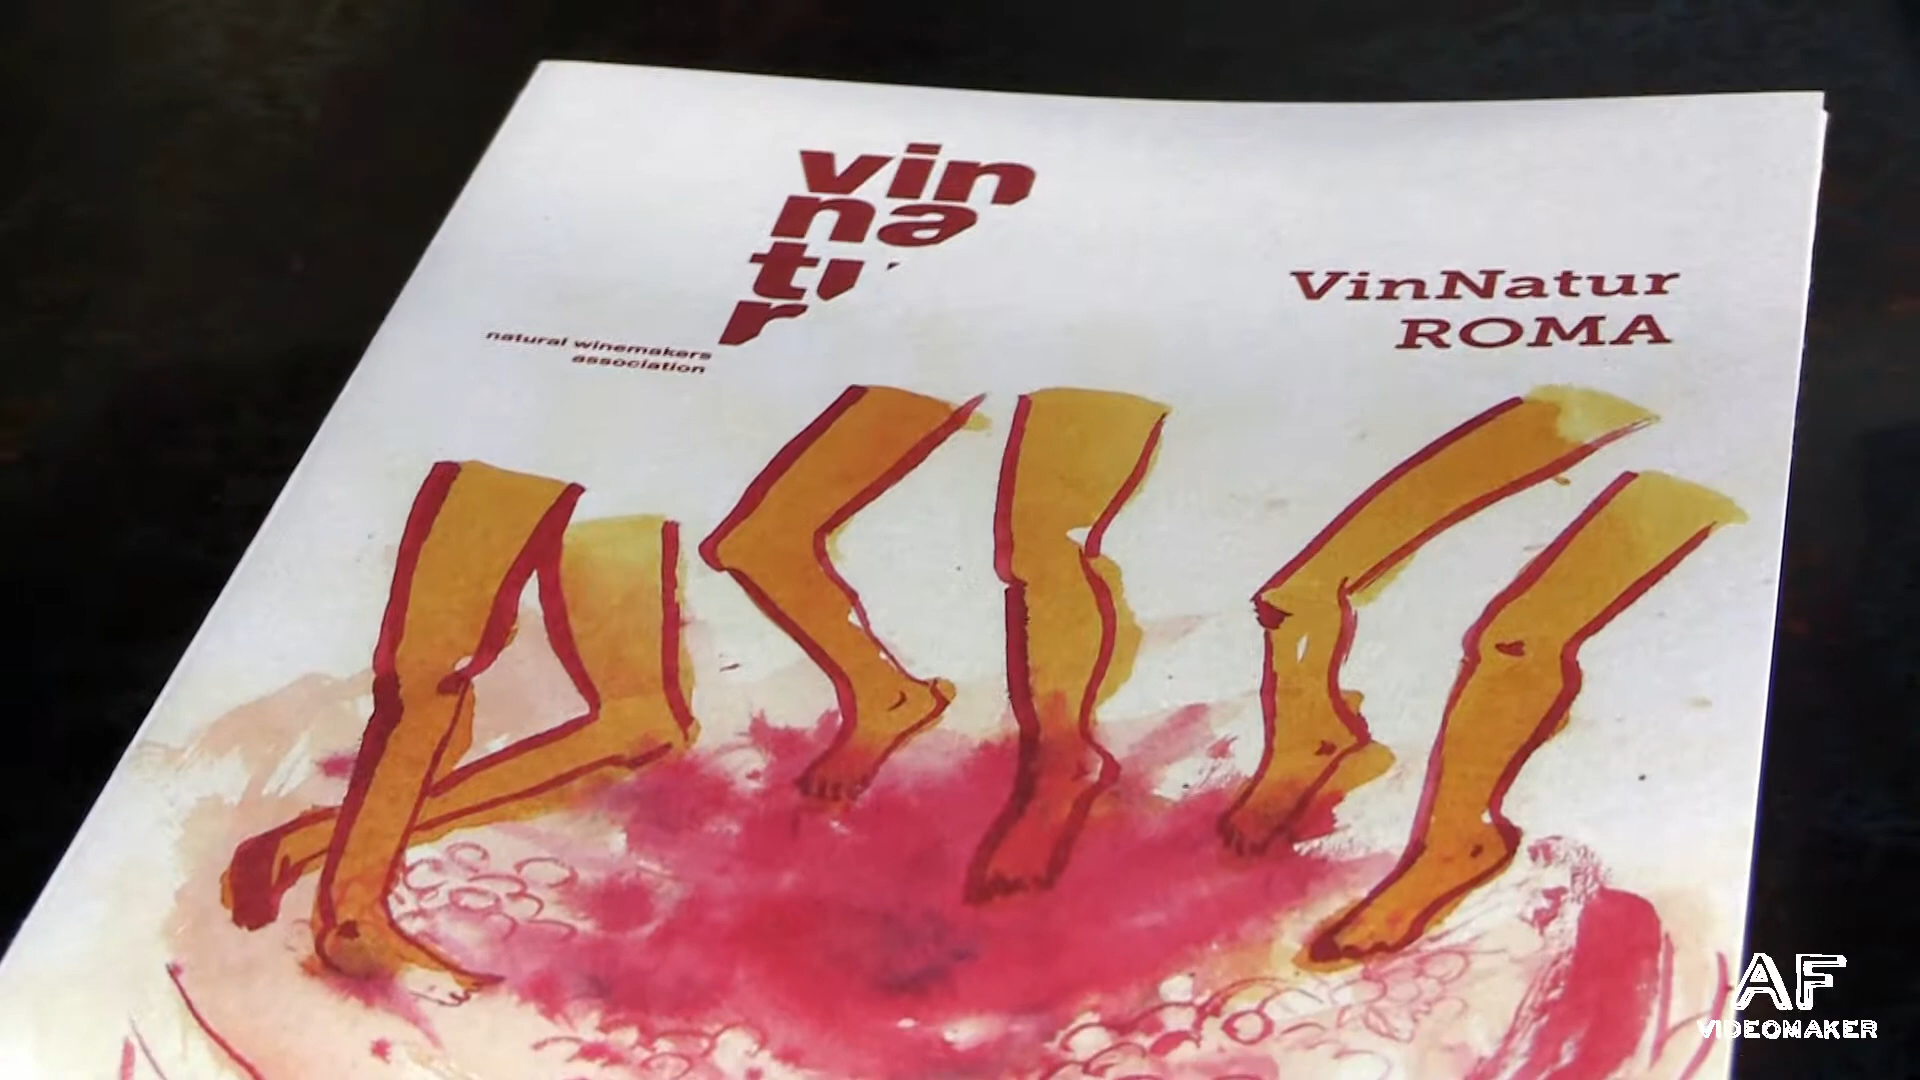 vin
na
tu
r
natural winemakers
association
VinNatur
ROMA
AF
VIDEOMAKER